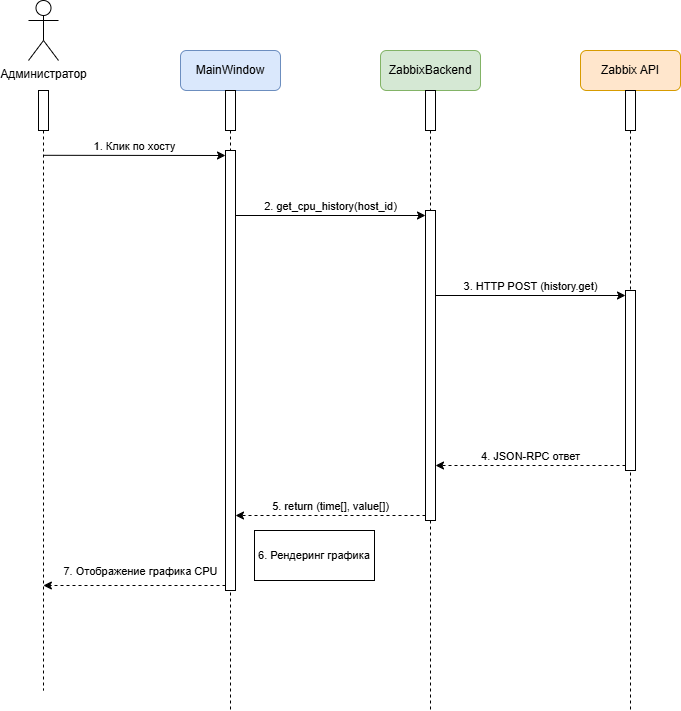 Администратор
MainWindow
ZabbixBackend
Zabbix API
1. Клик по хосту
2. get_cpu_history(host_id)
3. HTTP POST (history.get)
4. JSON-RPC ответ
5. return (time[], value[])
6. Рендеринг графика
7. Отображение графика CPU